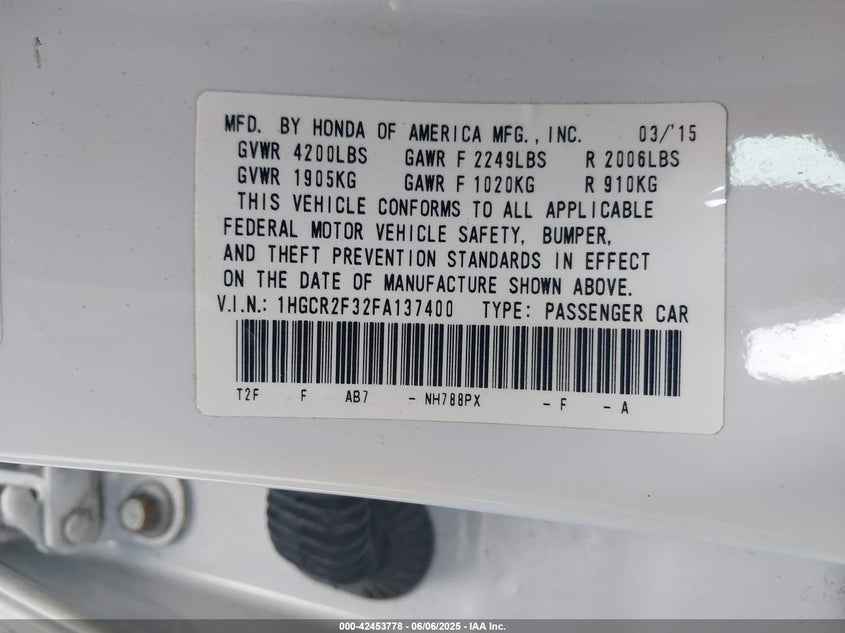 MFD. BY HONDA OF AMERICA MFG., INC. 03/'15
GVWR 4200LBS GAWR F 2249LBS R 2006LBS
GVWR 1905KG GAWR F 1020KG R 910KG
THIS VEHICLE CONFORMS TO ALL APPLICABLE
FEDERAL MOTOR VEHICLE SAFETY, BUMPER,
AND THEFT PREVENTION STANDARDS IN EFFECT
ON THE DATE OF MANUFACTURE SHOWN ABOVE.
V.I.N.: 1HGCR2F32FA137400 TYPE: PASSENGER CAR
T2F F AB7 - NH788PX - F - A
000-42453778 - 06/06/2025 - IAA Inc.